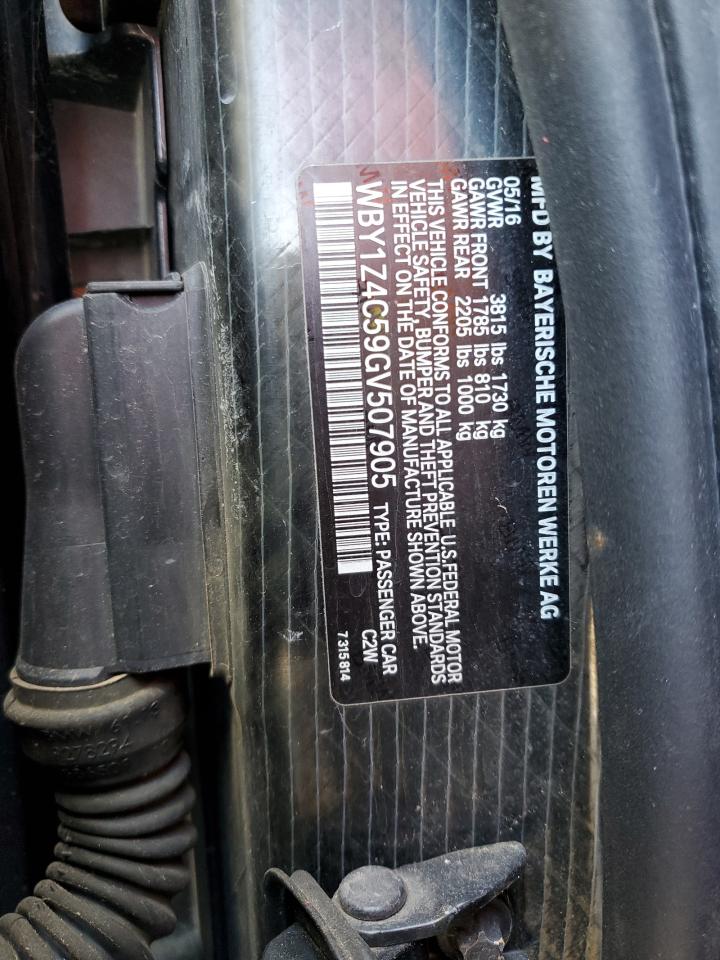 MFD BY BAYERISCHE MOTOREN WERKE AG
05/16
GVWR 3815 lbs 1730 kg
GAWR FRONT 1785 lbs 810 kg
GAWR REAR 2205 lbs 1000 kg
THIS VEHICLE CONFORMS TO ALL APPLICABLE U.S.FEDERAL MOTOR
VEHICLE SAFETY, BUMPER AND THEFT PREVENTION STANDARDS
IN EFFECT ON THE DATE OF MANUFACTURE SHOWN ABOVE.
WBY1Z4C59GV507905 TYPE: PASSENGER CAR
C2W
7 315 814